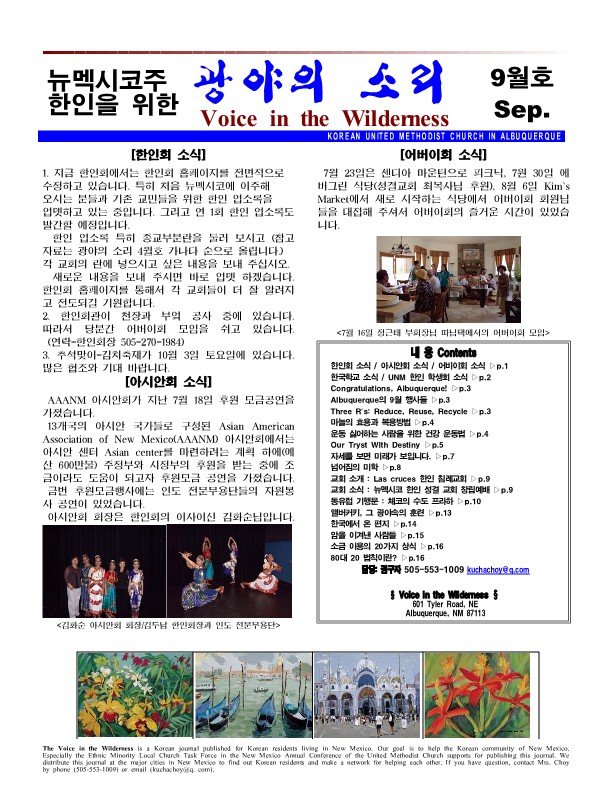 뉴멕시코주
한인을 위한
광야의 소리
Voice in the Wilderness
9월호
Sep.
KOREAN UNITED METHODIST CHURCH IN ALBUQUERQUE
[한인회 소식]
1. 지금 한인회에서는 한인회 홈페이지를 전면적으로
수정하고 있습니다. 특히 처음 뉴멕시코에 이주해
오시는 분들과 기존 교민들을 위한 한인 업소록을
업뎃하고 있는 중입니다. 그리고 연 1회 한인 업소록도
발간할 예정입니다.
한인 업소록 특히 종교부분란을 둘러 보시고 (참고
자료는 광야의 소리 4월호 가나다 순으로 올립니다.)
각 교회의 란에 넣으시고 싶은 내용을 보내 주십시오.
새로운 내용을 보내 주시면 바로 업뎃 하겠습니다.
한인회 홈페이지를 통해서 각 교회들이 더 잘 알려지
고 전도되길 기원합니다.
2. 한인회관이 천장과 부엌 공사 중에 있습니다.
따라서 당분간 어버이회 모임을 쉬고 있습니다.
(연락-한인회장 505-270-1984)
3. 추석맞이-김치축제가 10월 3일 토요일에 있습니다.
많은 협조와 기대 바랍니다.
[아시안회 소식]
AAANM 아시안회가 지난 7월 18일 후원 모금공연을
가졌습니다.
13개국의 아시안 국가들로 구성된 Asian American
Association of New Mexico(AAANM) 아시안회에서는
아시안 센터 Asian center를 마련하려는 계획 하에(예
산 600만불) 주정부와 시장부의 후원을 받는 중에 조
금이라도 도움이 되고자 후원모금 공연을 가졌습니다.
금번 후원모금행사에는 인도 전문무용단들의 자원봉
사 공연이 있었습니다.
아시안회 회장은 한인회의 이사이신 김화순님입니다.
<김화순 아시안회 회장/김두남 한인회장과 인도 전문무용단>
[어버이회 소식]
7월 23일은 샌디아 마운틴으로 피크닉, 7월 30일 에
버그린 식당(성결교회 최목사님 후원), 8월 6일 Kim's
Market에서 새로 시작하는 식당에서 어버이회 회원님
들을 대접해 주셔서 어버이회의 즐거운 시간이 있었습
니다.
<7월 16일 정근태 부회장님 따님댁에서의 어버이회 모임>
내 용 Contents
한인회 소식 / 아시안회 소식 / 어비이회 소식 ▷p.1
한국학교 소식 / UNM 한인 학생회 소식 ▷p.2
Congratulations, Albuquerque! ▷p.3
Albuquerque의 9월 행사들 ▷p.3
Three R's: Reduce, Reuse, Recycle ▷p.3
마늘의 효용과 복용방법 ▷p.4
운동 싫어하는 사람을 위한 건강 운동법 ▷p.4
Our Tryst With Destiny ▷p.5
자세를 보면 미래가 보입니다. ▷p.7
넘어짐의 미학 ▷p.8
교회 소개 : Las cruces 한인 침례교회 ▷p.9
교회 소식 : 뉴멕시코 한인 성결 교회 창립예배 ▷p.9
동유럽 기행문 : 체코의 수도 프라하 ▷p.10
앨버커키, 그 광야속의 훈련 ▷p.13
한국에서 온 편지 ▷p.14
암을 이겨낸 사람들 ▷p.15
소금 이용의 20가지 상식 ▷p.16
80대 20 법칙이란? ▷p.16
담당: 권구자 505-553-1009 kuchachoy@q.com
§ Voice in the Wilderness §
601 Tyler Road, NE
Albuquerque, NM 87113
The Voice in the Wilderness is a Korean journal published for Korean residents living in New Mexico. Our goal is to help the Korean community of New Mexico.
Especially the Ethnic Minority Local Church Task Force in the New Mexico Annual Conference of the United Methodist Church supports for publishing this journal. We
distribute this journal at the major cities in New Mexico to find out Korean residents and make a network for helping each other. If you have question, contact Mrs. Choy
by phone (505-553-1009) or email (kuchachoy@q. com).